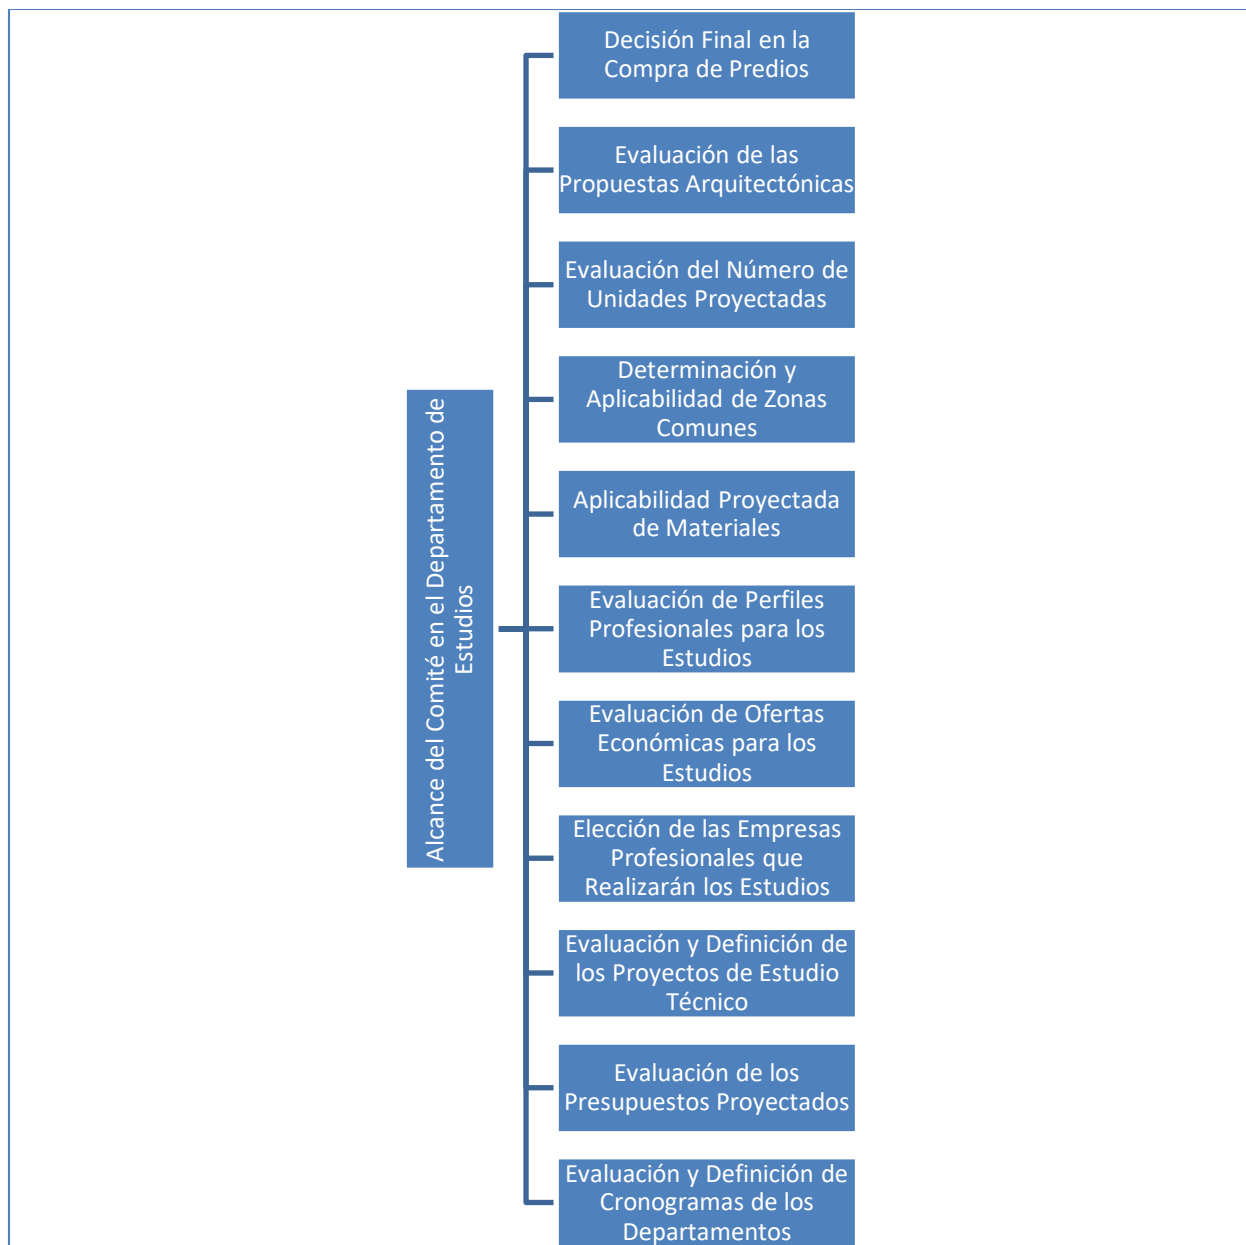 Decisión Final en la
Compra de Predios
Evaluación de las
Propuestas Arquitectónicas
Evaluación del Número de
Unidades Proyectadas
Determinación y
Aplicabilidad de Zonas
Comunes
Aplicabilidad Proyectada
de Materiales
Alcance del Comité en el Departamento de
Estudios
Evaluación de Perfiles
Profesionales para los
Estudios
Evaluación de Ofertas
Económicas para los
Estudios
Elección de las Empresas
Profesionales que
Realizarán los Estudios
Evaluación y Definición de
los Proyectos de Estudio
Técnico
Evaluación de los
Presupuestos Proyectados
Evaluación y Definición de
Cronogramas de los
Departamentos